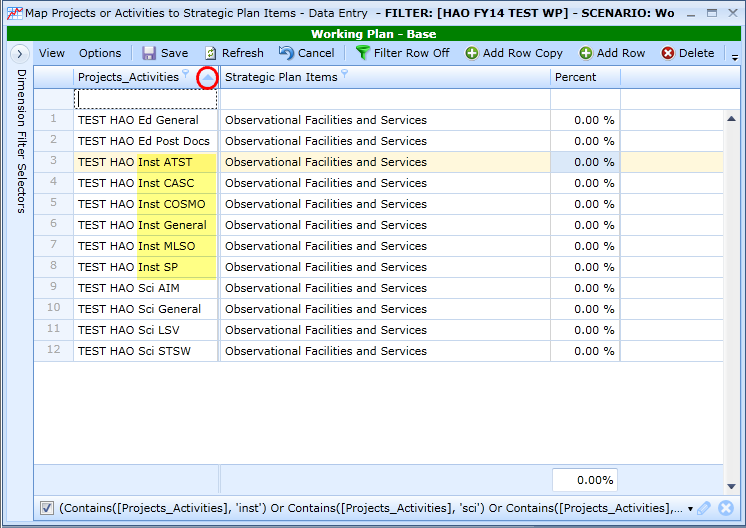 Map Projects or Activities to Strategic Plan Items - Data Entry - FILTER: [HAO FY14 TEST WP] - SCENARIO: Wo
Working Plan - Base
View Options Save Refresh Cancel Filter Row Off Add Row Copy Add Row Delete
Dimension Filter Selectors
Projects_Activities Strategic Plan Items Percent
1 TEST HAO Ed General Observational Facilities and Services 0.00 %
2 TEST HAO Ed Post Docs Observational Facilities and Services 0.00 %
3 TEST HAO Inst ATST Observational Facilities and Services 0.00 %
4 TEST HAO Inst CASC Observational Facilities and Services 0.00 %
5 TEST HAO Inst COSMO Observational Facilities and Services 0.00 %
6 TEST HAO Inst General Observational Facilities and Services 0.00 %
7 TEST HAO Inst MLSO Observational Facilities and Services 0.00 %
8 TEST HAO Inst SP Observational Facilities and Services 0.00 %
9 TEST HAO Sci AIM Observational Facilities and Services 0.00 %
10 TEST HAO Sci General Observational Facilities and Services 0.00 %
11 TEST HAO Sci LSV Observational Facilities and Services 0.00 %
12 TEST HAO Sci STSW Observational Facilities and Services 0.00 %
0.00%
(Contains([Projects_Activities], 'inst') Or Contains([Projects_Activities], 'sci') Or Contains([Projects_Activities],...